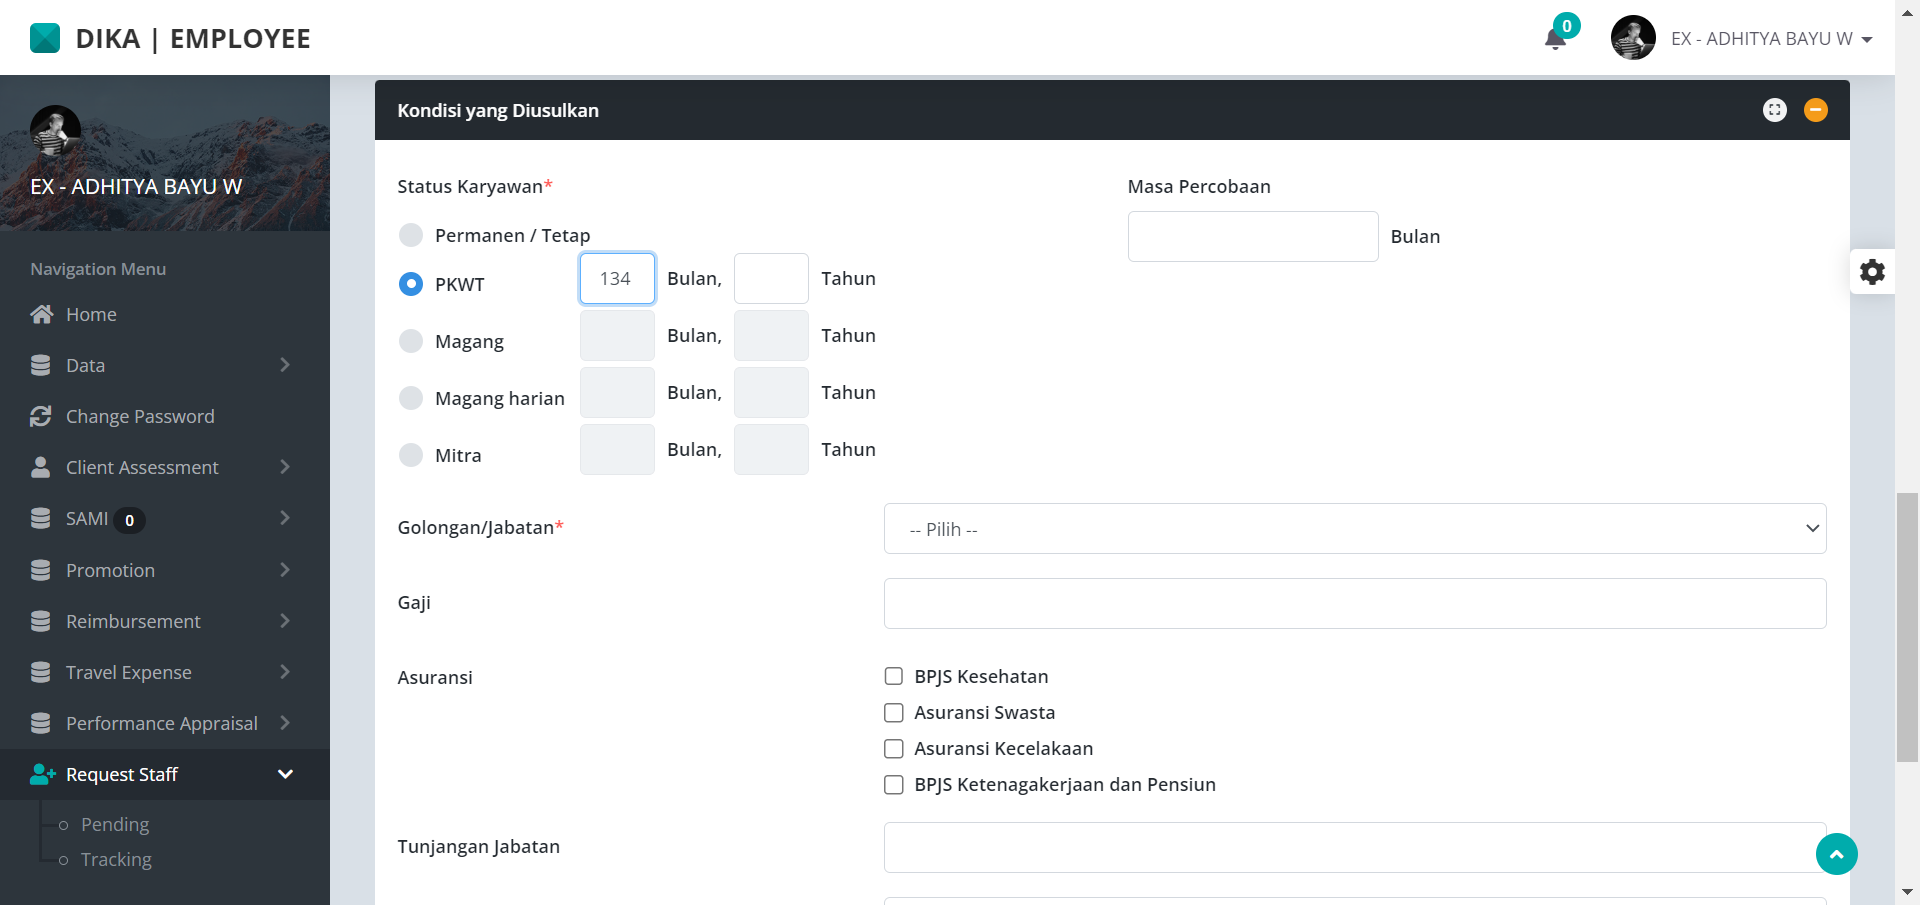 DIKA | EMPLOYEE
0
EX - ADHITYA BAYU W
EX - ADHITYA BAYU W
Navigation Menu
Home
Data
Change Password
Client Assessment
SAMI 0
Promotion
Reimbursement
Travel Expense
Performance Appraisal
Request Staff
Pending
Tracking
Kondisi yang Diusulkan
Status Karyawan*
Permanen / Tetap
PKWT 134 Bulan, Tahun
Magang Bulan, Tahun
Magang harian Bulan, Tahun
Mitra Bulan, Tahun
Masa Percobaan
Bulan
Golongan/Jabatan* -- Pilih --
Gaji
Asuransi
BPJS Kesehatan
Asuransi Swasta
Asuransi Kecelakaan
BPJS Ketenagakerjaan dan Pensiun
Tunjangan Jabatan